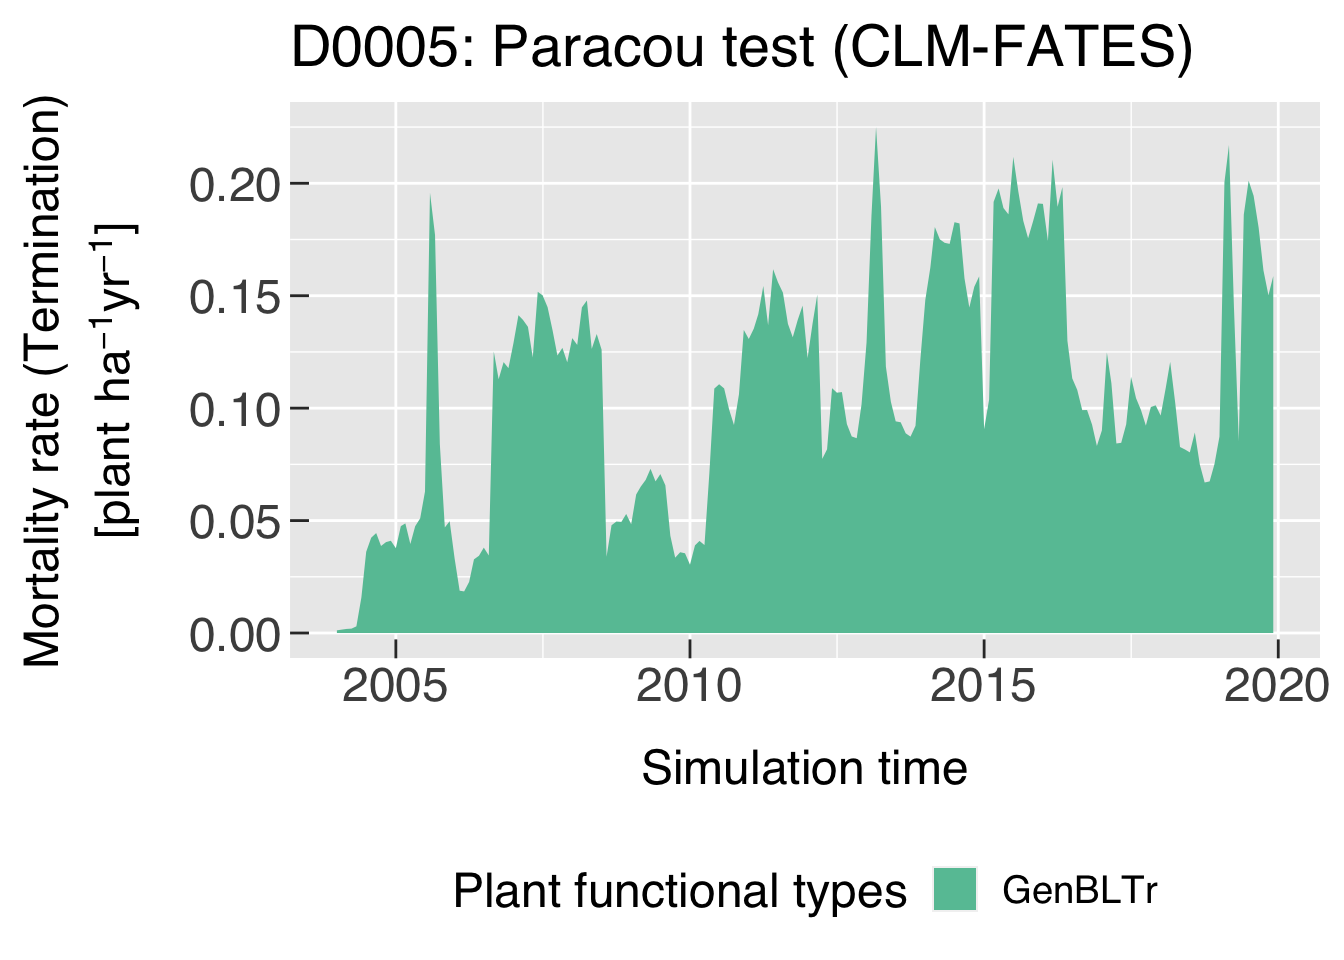 D0005: Paracou test (CLM-FATES)
Mortality rate (Termination)
[plant ha⁻¹yr⁻¹]
0.20
0.15
0.10
0.05
0.00
2005 2010 2015 2020
Simulation time
Plant functional types GenBLTr